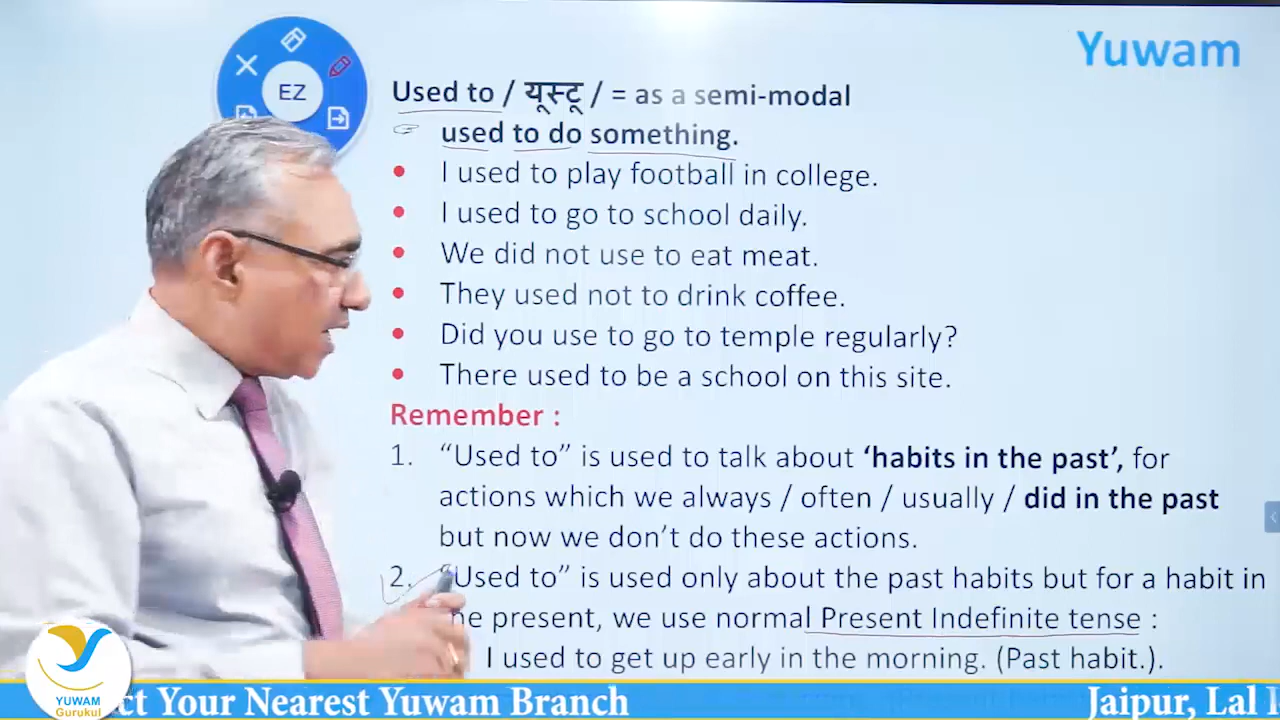 Yuwam
EZ
Used to / यूस्टू / = as a semi-modal
used to do something.
• I used to play football in college.
• I used to go to school daily.
• We did not use to eat meat.
• They used not to drink coffee.
• Did you use to go to temple regularly?
• There used to be a school on this site.
Remember :
1. “Used to” is used to talk about ‘habits in the past’, for
actions which we always / often / usually / did in the past
but now we don’t do these actions.
2. “Used to” is used only about the past habits but for a habit in
present, we use normal Present Indefinite tense :
I used to get up early in the morning. (Past habit.).
YUWAM
Gurukul
Your Nearest Yuwam Branch
Jaipur, Lal